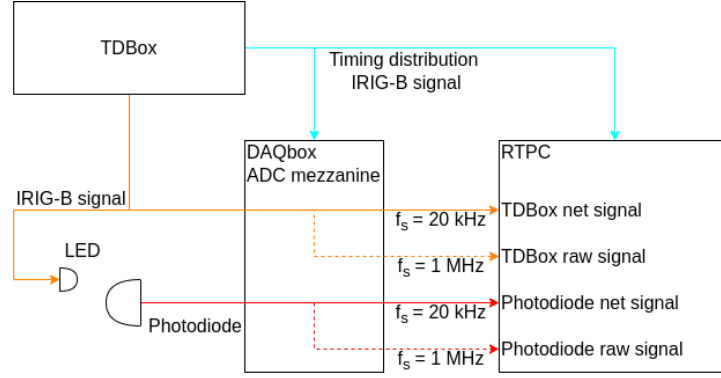 TDBox
Timing distribution
IRIG-B signal
DAQbox
ADC mezzanine
RTPC
IRIG-B signal
LED
Photodiode
fs = 20 kHz
TDBox net signal
fs = 1 MHz
TDBox raw signal
fs = 20 kHz
Photodiode net signal
fs = 1 MHz
Photodiode raw signal